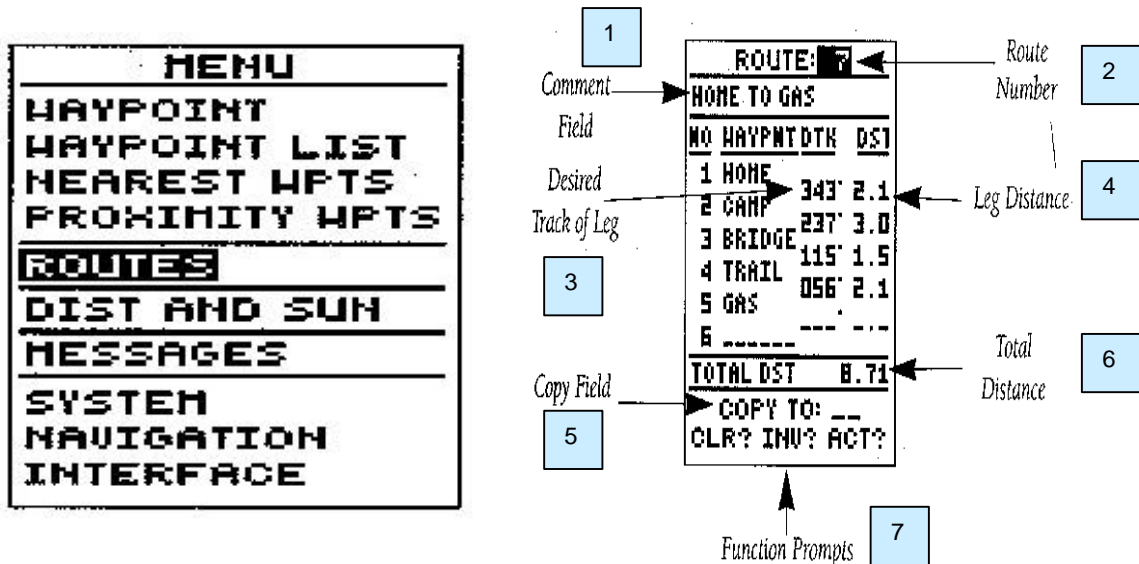 MENU
WAYPOINT
WAYPOINT LIST
NEAREST WPTS
PROXIMITY WPTS
ROUTES
DIST AND SUN
MESSAGES
SYSTEM
NAVIGATION
INTERFACE
1
Comment
Field
Desired
Track of Leg
3
Copy Field
5
ROUTE:
HOME TO GAS
NO WAYPNT DTK DST
1 HOME
343° 2.1
2 CAMP
237° 3.0
3 BRIDGE
115° 1.5
4 TRAIL
056° 2.1
5 GAS
6 ______
___ _._
TOTAL DST 8.71
COPY TO: __
CLR? INV? ACT?
Function Prompts
7
Route
Number
2
Leg Distance
4
Total
Distance
6